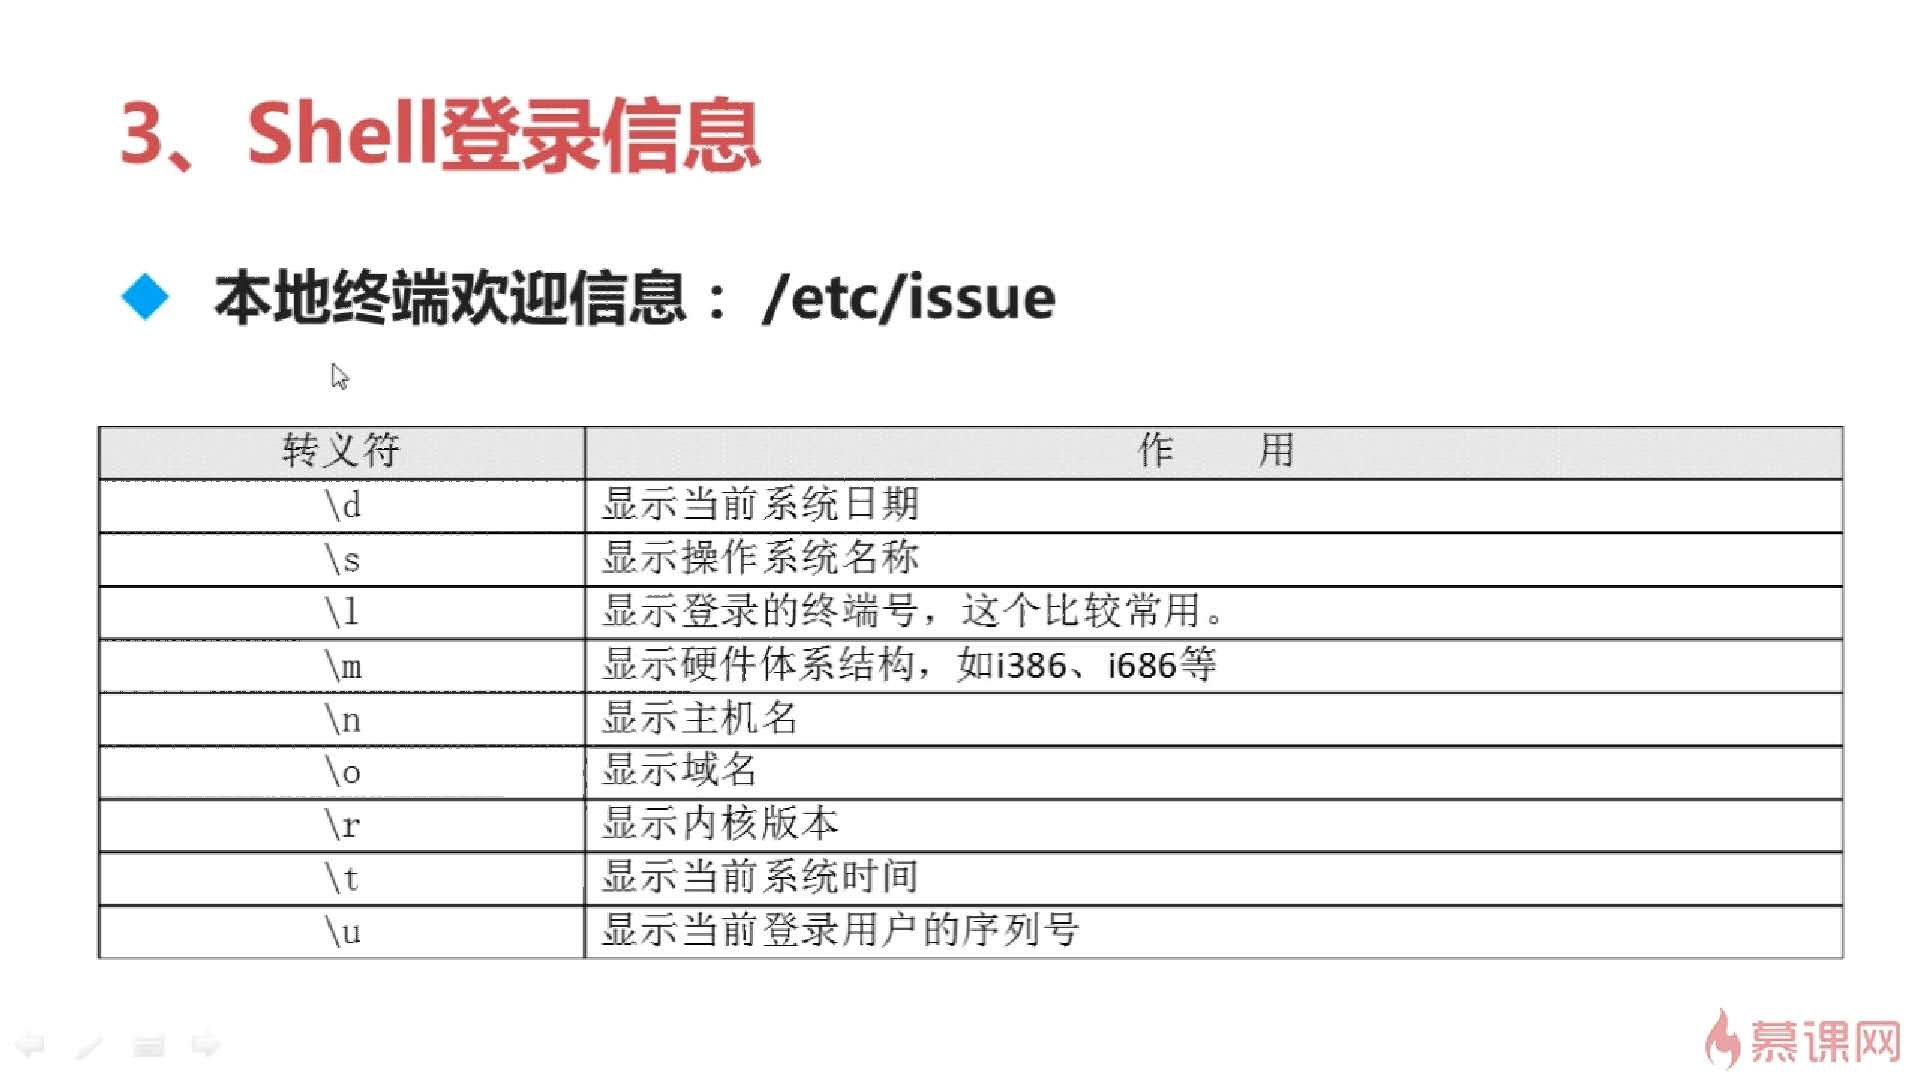 3、Shell登录信息
本地终端欢迎信息：/etc/issue
转义符 作 用
\d 显示当前系统日期
\s 显示操作系统名称
\l 显示登录的终端号，这个比较常用。
\m 显示硬件体系结构，如i386、i686等
\n 显示主机名
\o 显示域名
\r 显示内核版本
\t 显示当前系统时间
\u 显示当前登录用户的序列号
慕课网